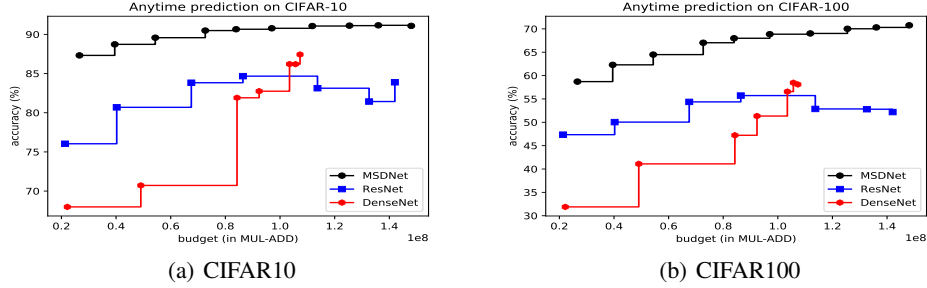 Anytime prediction on CIFAR-10
accuracy (%)
90
85
80
75
70
MSDNet
ResNet
DenseNet
0.2 0.4 0.6 0.8 1.0 1.2 1.4
budget (in MUL-ADD)
1e8
(a) CIFAR10
Anytime prediction on CIFAR-100
accuracy (%)
70
65
60
55
50
45
40
35
30
MSDNet
ResNet
DenseNet
0.2 0.4 0.6 0.8 1.0 1.2 1.4
budget (in MUL-ADD)
1e8
(b) CIFAR100